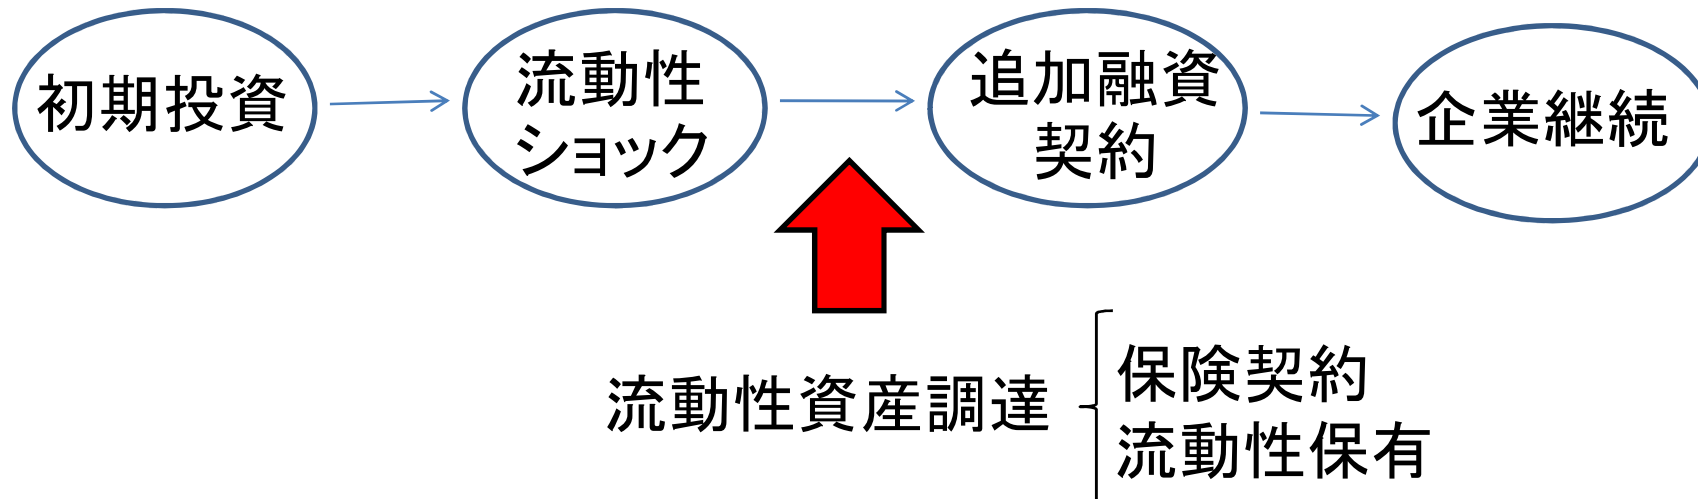 初期投資
流動性
ショック
追加融資
契約
企業継続
流動性資産調達
保険契約
流動性保有